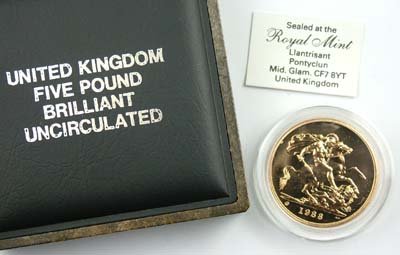 UNITED KINGDOM
FIVE POUND
BRILLIANT
UNCIRCULATED
Sealed at the
Royal Mint
Llantrisant
Pontyclun
Mid. Glam. CF7 8YT
United Kingdom
1988